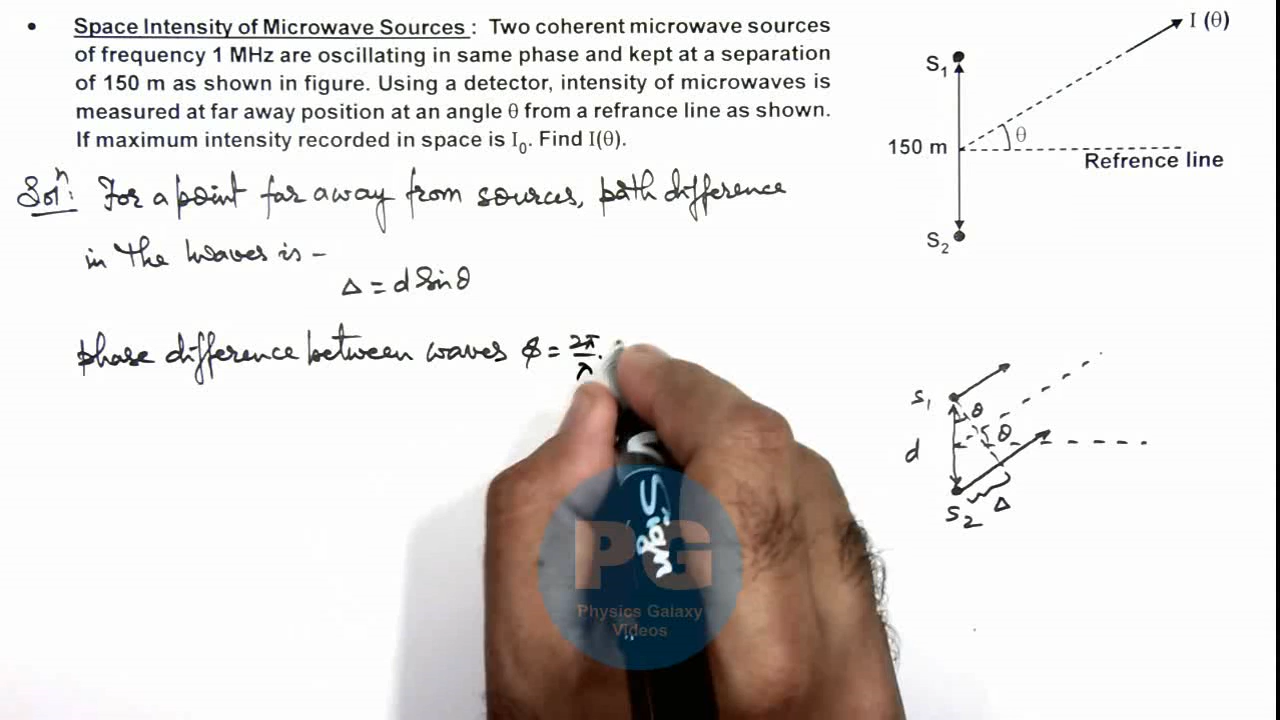 • Space Intensity of Microwave Sources : Two coherent microwave sources
of frequency 1 MHz are oscillating in same phase and kept at a separation
of 150 m as shown in figure. Using a detector, intensity of microwaves is
measured at far away position at an angle θ from a refrance line as shown.
If maximum intensity recorded in space is I₀. Find I(θ).
I (θ)
S₁
θ
150 m
Refrence line
S₂
Solⁿ: For a point far away from sources, path difference
in the waves is –
Δ = d Sinθ
phase difference between waves ϕ = 2π/λ .
S₁
θ
θ
d
S₂
Δ
Sign
PG
Physics Galaxy
Videos